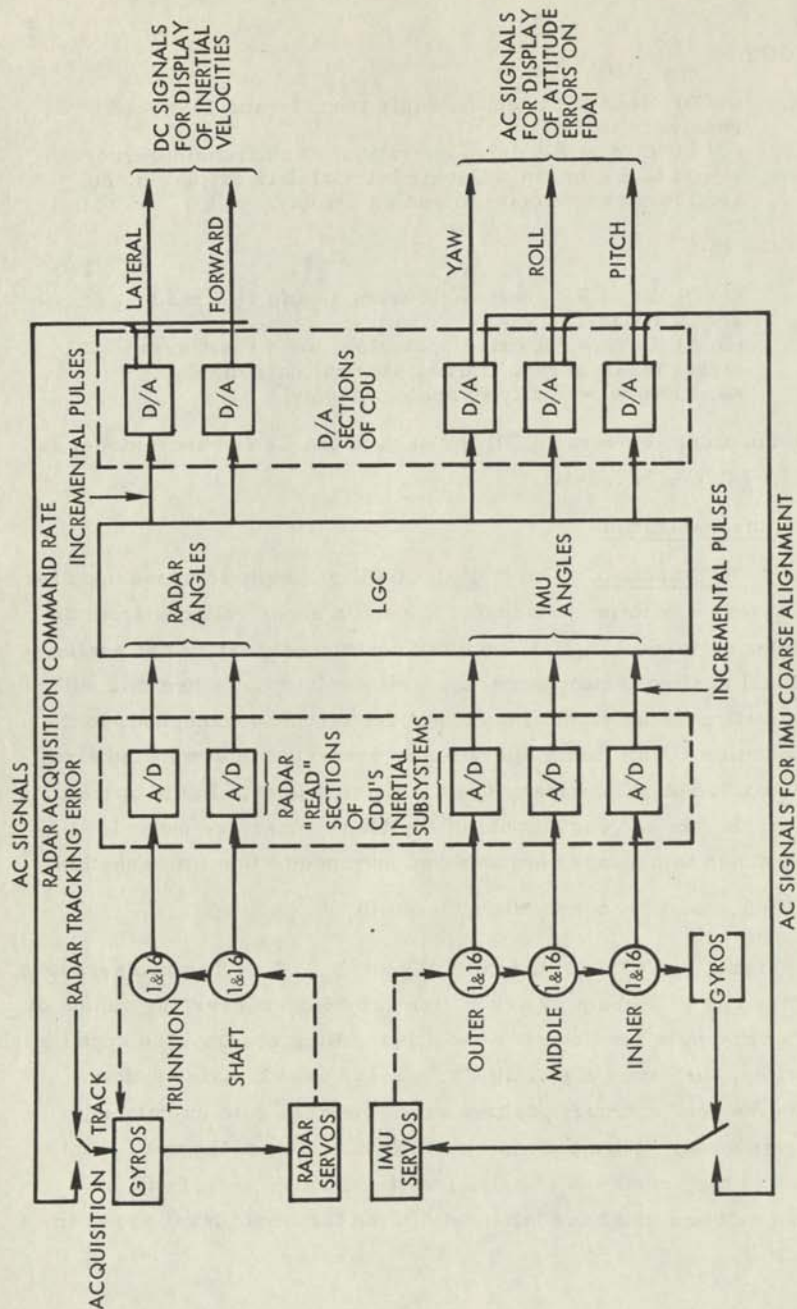 AC SIGNALS
RADAR ACQUISITION COMMAND RATE
RADAR TRACKING ERROR
ACQUISITION
TRACK
GYROS
TRUNNION
1&16
SHAFT
1&16
RADAR
SERVOS
IMU
SERVOS
OUTER
1&16
MIDDLE
1&16
INNER
1&16
GYROS
A/D
A/D
RADAR
"READ"
SECTIONS
OF
CDU'S
INERTIAL
SUBSYSTEMS
A/D
A/D
A/D
INCREMENTAL PULSES
RADAR
ANGLES
LGC
IMU
ANGLES
INCREMENTAL PULSES
D/A
D/A
D/A
SECTIONS
OF CDU
D/A
D/A
D/A
LATERAL
FORWARD
YAW
ROLL
PITCH
DC SIGNALS
FOR DISPLAY
OF INERTIAL
VELOCITIES
AC SIGNALS
FOR DISPLAY
OF ATTITUDE
ERRORS ON
FDAI
AC SIGNALS FOR IMU COARSE ALIGNMENT